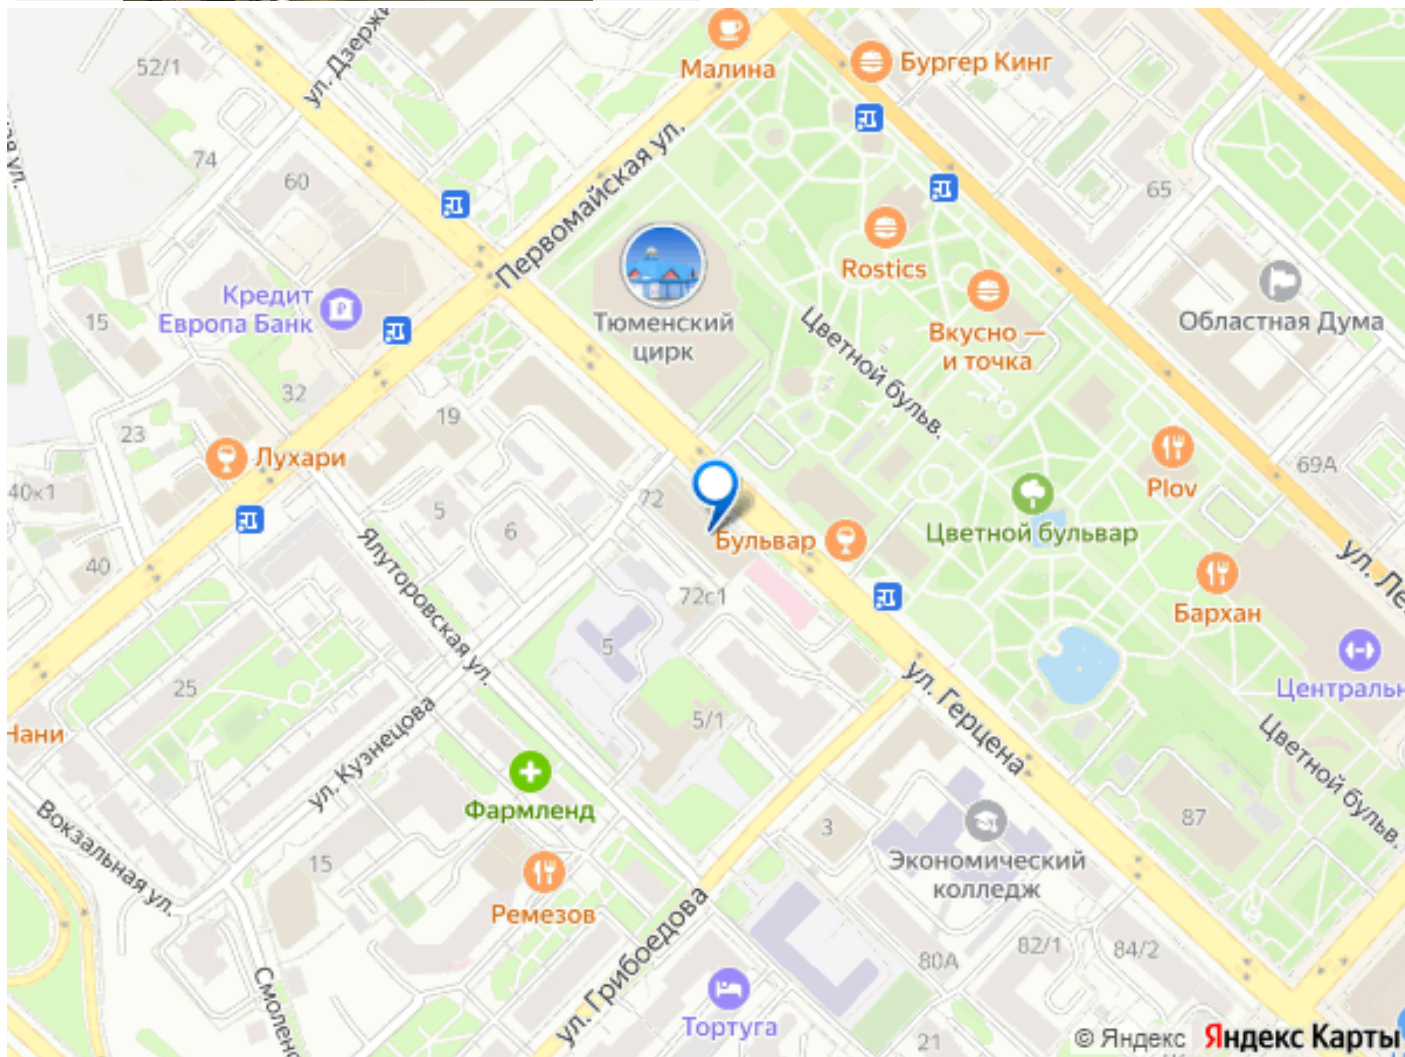 52/1
ул. Дзержи
Малина
Бургер Кинг
74
60
Первомайская ул.
65
Rostics
Кредит
Европа Банк
15
Тюменский
цирк
Цветной бульв.
Вкусно —
и точка
Областная Дума
32
19
23
Лухари
40к1
5
6
72
Plov
69А
Бульвар
Цветной бульвар
ул. Ле
40
Ялуторовская ул.
72с1
Бархан
5
ул. Герцена
Центральн
25
5/1
Нани
ул. Кузнецова
Цветной бульв.
Фармленд
Вокзальная ул.
15
3
87
Экономический
колледж
Ремезов
ул. Грибоедова
80А
82/1
84/2
Смоленс
Тортуга
21
© Яндекс Яндекс Карты